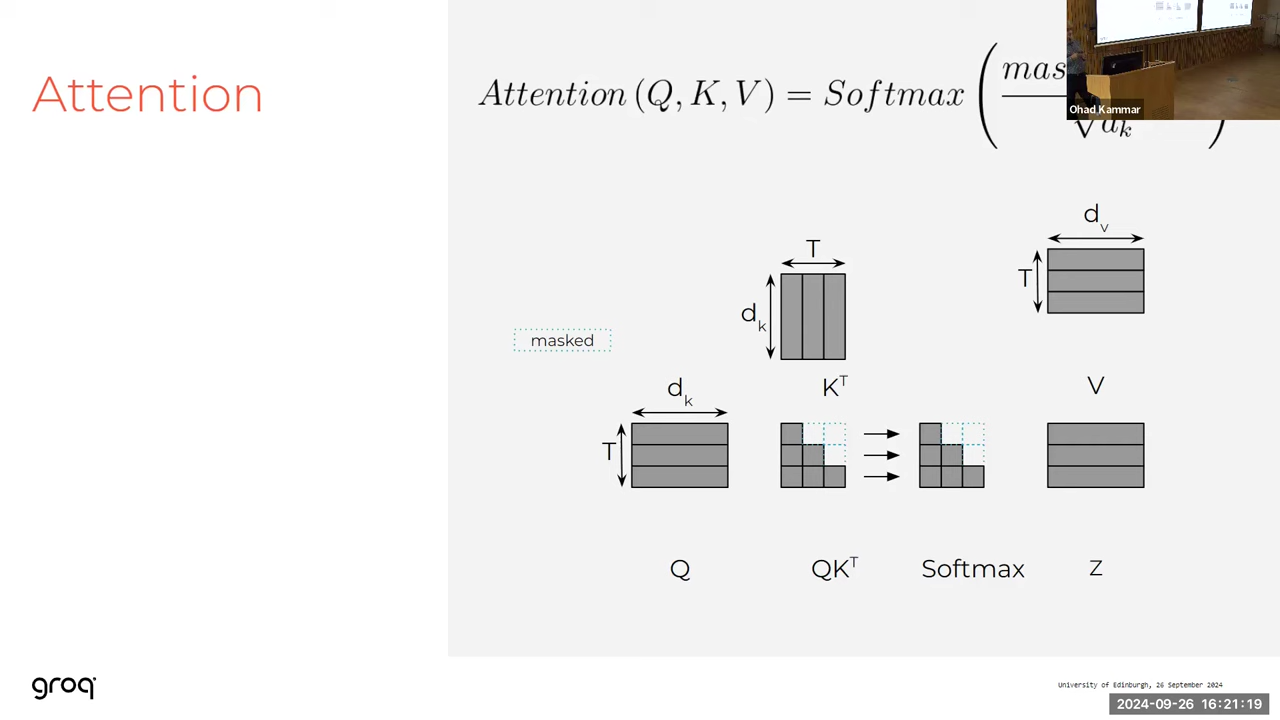 Attention
Attention (Q, K, V) = Softmax ( mas
√d_k )
Ohad Kammar
d_v
T
T
d_k
masked
K^T
V
d_k
T
Q
QK^T
Softmax
Z
groq
University of Edinburgh, 26 September 2024
2024-09-26 16:21:19